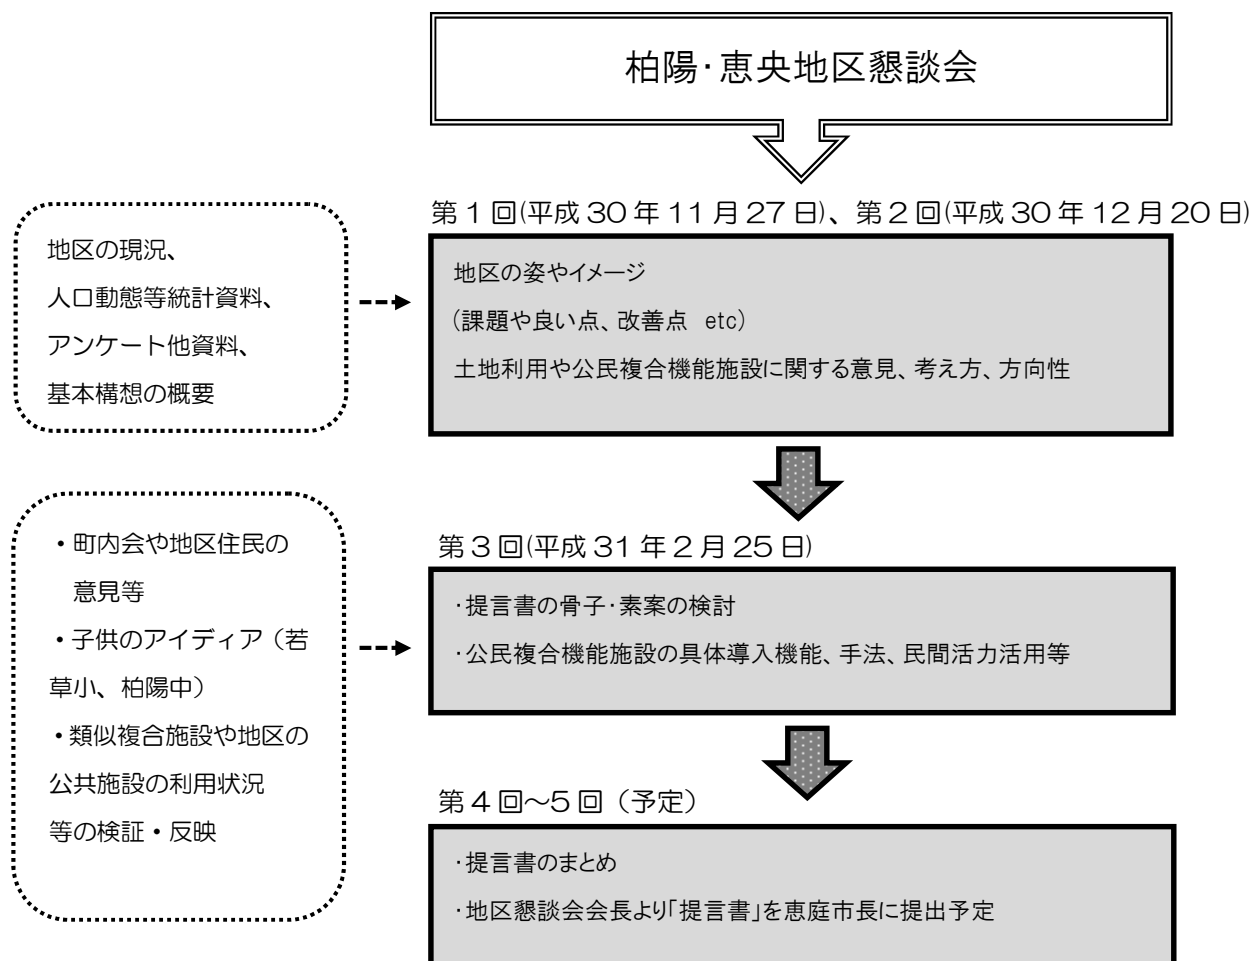 柏陽･恵央地区懇談会
第１回(平成30年11月27日)、第２回(平成30年12月20日)
地区の現況、
人口動態等統計資料、
アンケート他資料、
基本構想の概要
地区の姿やイメージ
(課題や良い点、改善点 etc)
土地利用や公民複合機能施設に関する意見、考え方、方向性
第３回(平成31年２月25日)
・町内会や地区住民の
意見等
・子供のアイディア（若
草小、柏陽中）
・類似複合施設や地区の
公共施設の利用状況
等の検証・反映
･提言書の骨子･素案の検討
･公民複合機能施設の具体導入機能、手法、民間活力活用等
第４回～5回（予定）
･提言書のまとめ
･地区懇談会会長より｢提言書｣を恵庭市長に提出予定